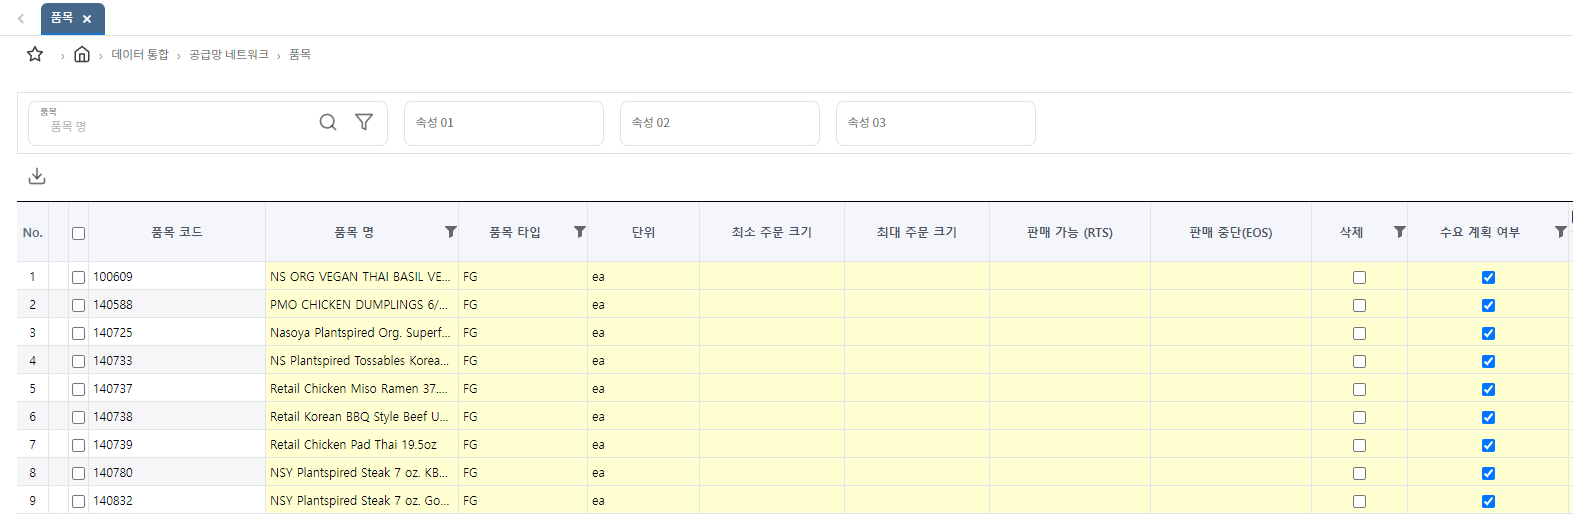 품목
데이터 통합 › 공급망 네트워크 › 품목
품목
품목 명
속성 01
속성 02
속성 03
No. 품목 코드 품목 명 품목 타입 단위 최소 주문 크기 최대 주문 크기 판매 가능 (RTS) 판매 중단(EOS) 삭제 수요 계획 여부
1 100609 NS ORG VEGAN THAI BASIL VE... FG ea
2 140588 PMO CHICKEN DUMPLINGS 6/... FG ea
3 140725 Nasoya Plantspired Org. Superf... FG ea
4 140733 NS Plantspired Tossables Korea... FG ea
5 140737 Retail Chicken Miso Ramen 37.... FG ea
6 140738 Retail Korean BBQ Style Beef U... FG ea
7 140739 Retail Chicken Pad Thai 19.5oz FG ea
8 140780 NSY Plantspired Steak 7 oz. KB... FG ea
9 140832 NSY Plantspired Steak 7 oz. Go... FG ea